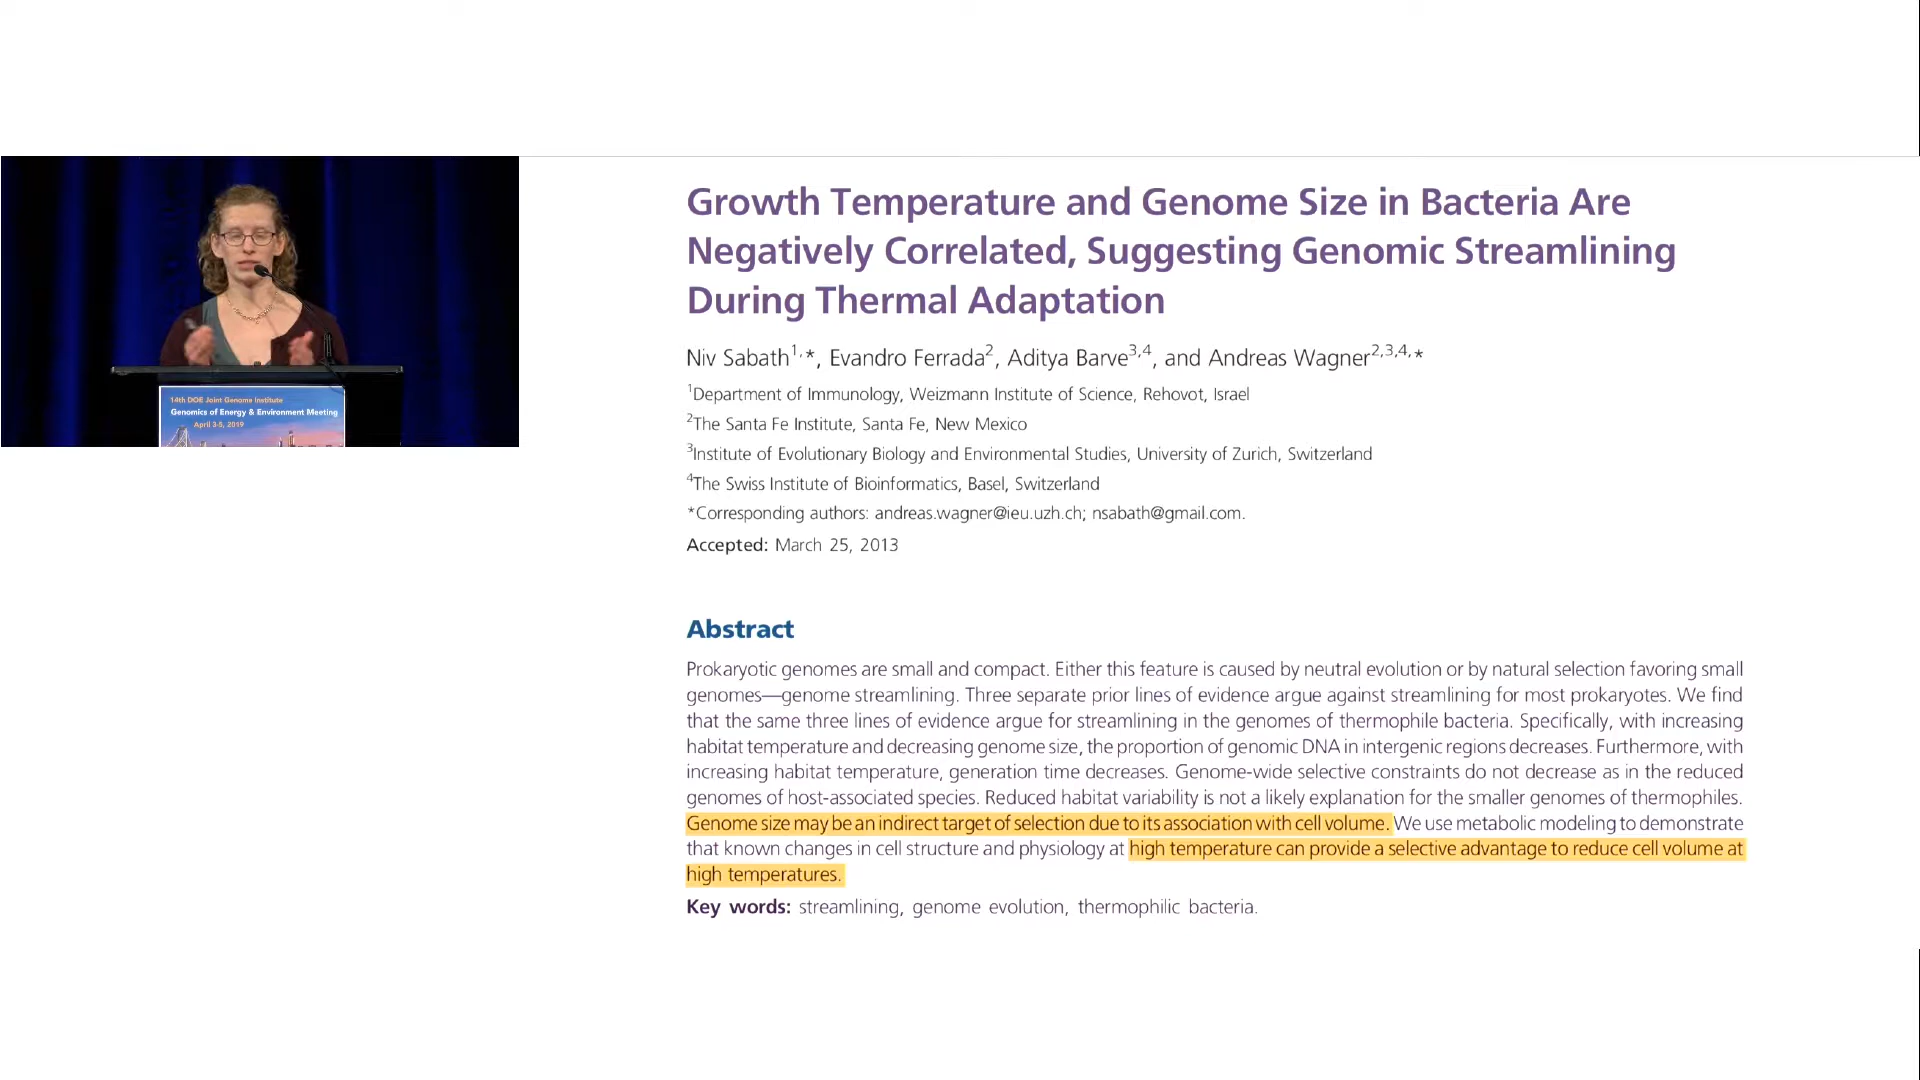 14th DOE Joint Genome Institute
Genomics of Energy & Environment Meeting
April 3-5, 2019
Growth Temperature and Genome Size in Bacteria Are
Negatively Correlated, Suggesting Genomic Streamlining
During Thermal Adaptation
Niv Sabath1,*, Evandro Ferrada2, Aditya Barve3,4, and Andreas Wagner2,3,4,*
1Department of Immunology, Weizmann Institute of Science, Rehovot, Israel
2The Santa Fe Institute, Santa Fe, New Mexico
3Institute of Evolutionary Biology and Environmental Studies, University of Zurich, Switzerland
4The Swiss Institute of Bioinformatics, Basel, Switzerland
*Corresponding authors: andreas.wagner@ieu.uzh.ch; nsabath@gmail.com.
Accepted: March 25, 2013
Abstract
Prokaryotic genomes are small and compact. Either this feature is caused by neutral evolution or by natural selection favoring small
genomes—genome streamlining. Three separate prior lines of evidence argue against streamlining for most prokaryotes. We find
that the same three lines of evidence argue for streamlining in the genomes of thermophile bacteria. Specifically, with increasing
habitat temperature and decreasing genome size, the proportion of genomic DNA in intergenic regions decreases. Furthermore, with
increasing habitat temperature, generation time decreases. Genome-wide selective constraints do not decrease as in the reduced
genomes of host-associated species. Reduced habitat variability is not a likely explanation for the smaller genomes of thermophiles.
Genome size may be an indirect target of selection due to its association with cell volume. We use metabolic modeling to demonstrate
that known changes in cell structure and physiology at high temperature can provide a selective advantage to reduce cell volume at
high temperatures.
Key words: streamlining, genome evolution, thermophilic bacteria.